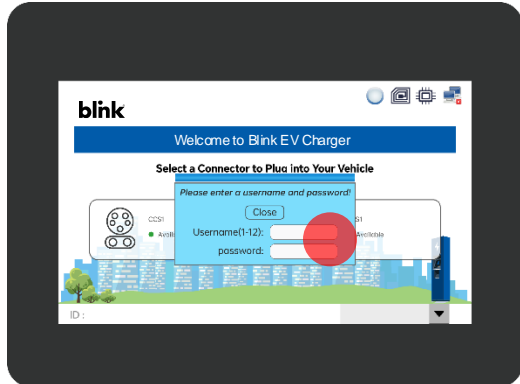 blink
Welcome to Blink EV Charger
Select a Connector to Plug into Your Vehicle
Please enter a username and password!
Close
CCS1
S1
Username(1-12):
Available
password:
ID :